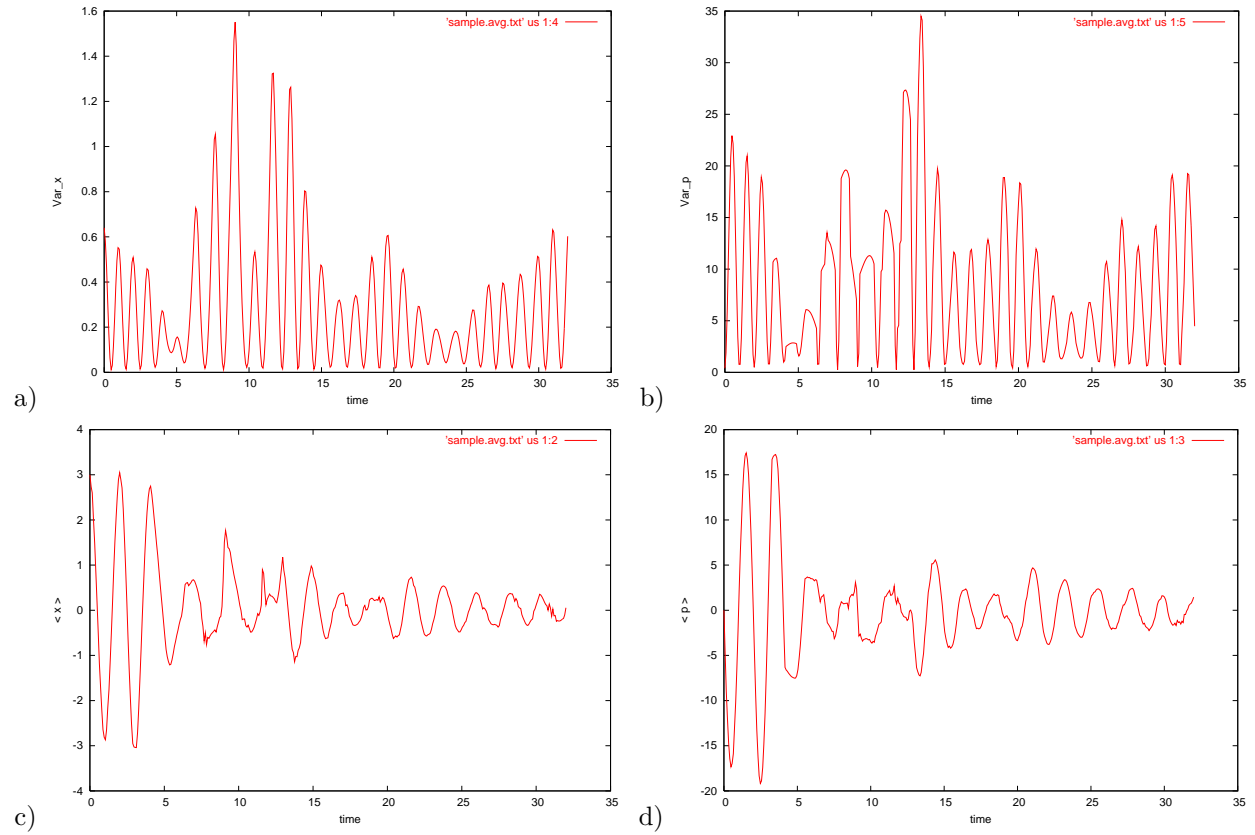 1.6
1.4
1.2
1
0.8
0.6
0.4
0.2
0
Var_x
'sample.avg.txt' us 1:4
0 5 10 15 20 25 30 35
time
a)
35
30
25
20
15
10
5
0
Var_p
'sample.avg.txt' us 1:5
0 5 10 15 20 25 30 35
time
b)
4
3
2
1
0
-1
-2
-3
-4
< x >
'sample.avg.txt' us 1:2
0 5 10 15 20 25 30 35
time
c)
20
15
10
5
0
-5
-10
-15
-20
< p >
'sample.avg.txt' us 1:3
0 5 10 15 20 25 30 35
time
d)